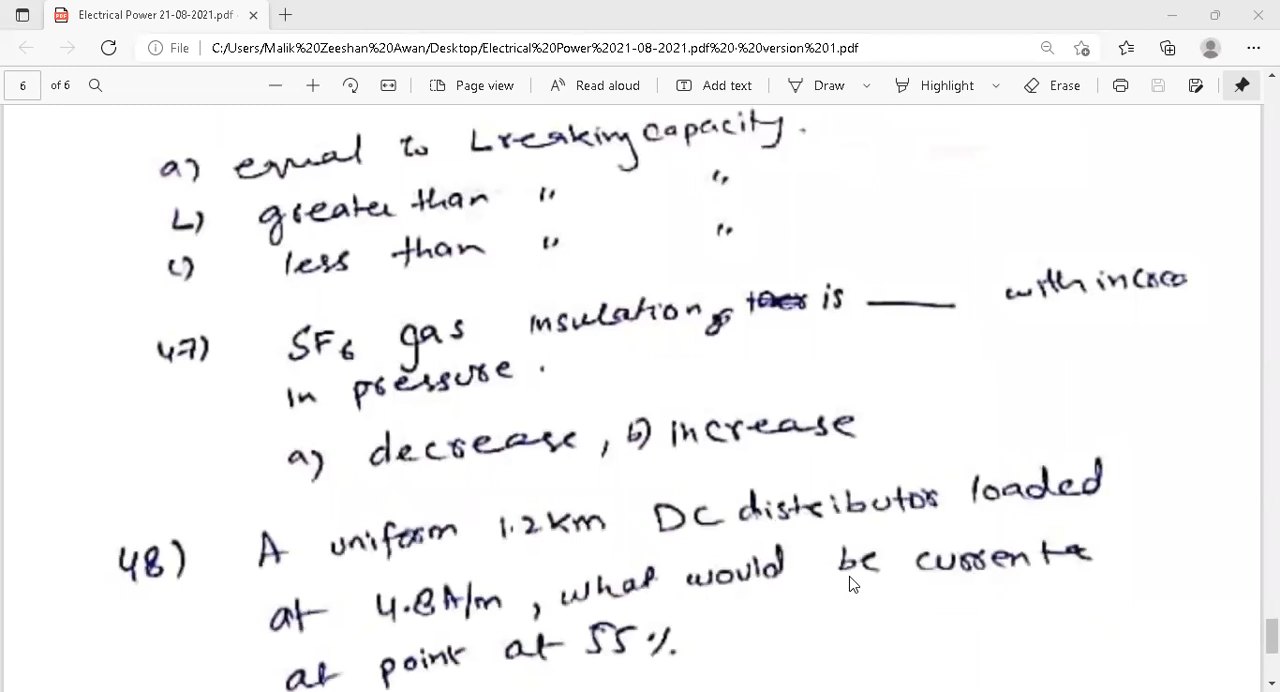 Electrical Power 21-08-2021.pdf
File C:/Users/Malik%20Zeeshan%20Awan/Desktop/Electrical%20Power%2021-08-2021.pdf%20-%20version%201.pdf
6 of 6 Page view Read aloud Add text Draw Highlight Erase
a) equal to breaking capacity.
b) greater than " "
c) less than " "
47) SF6 gas insulation is ___ with increa
in pressure.
a) decrease, b) increase
48) A uniform 1.2km DC distributor loaded
at 4.8A/m, what would be current
at point at 55%.